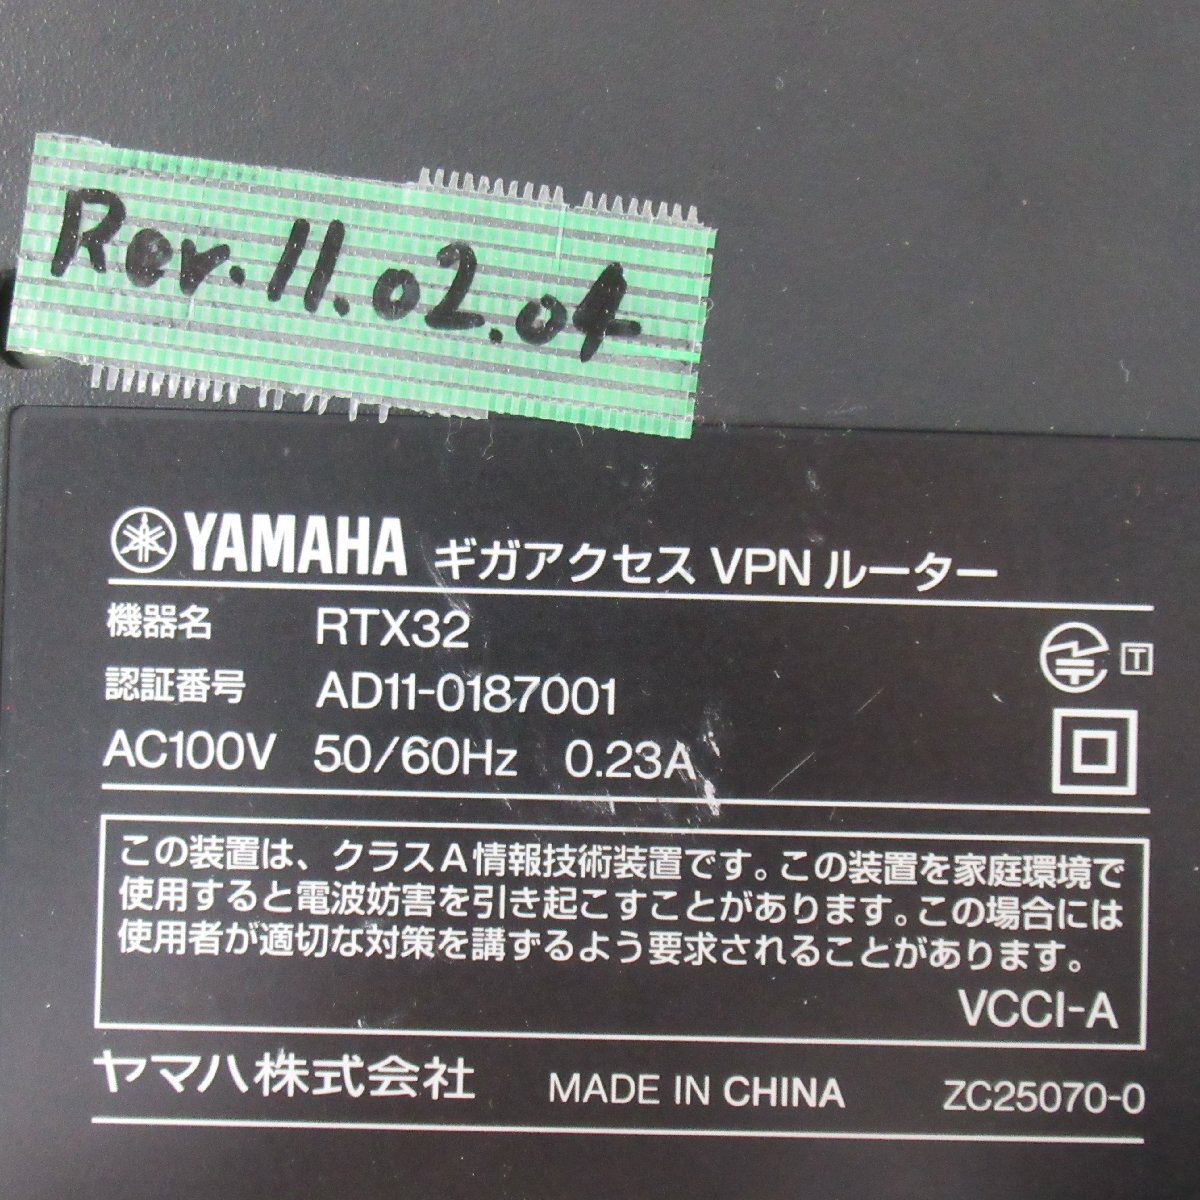 Rev.11.02.04
YAMAHA ギガアクセス VPN ルーター
機器名 RTX32
認証番号 AD11-0187001
T
AC100V 50/60Hz 0.23A
この装置は、クラスA情報技術装置です。この装置を家庭環境で
使用すると電波妨害を引き起こすことがあります。この場合には
使用者が適切な対策を講ずるよう要求されることがあります。
VCCI-A
ヤマハ株式会社 MADE IN CHINA ZC25070-0